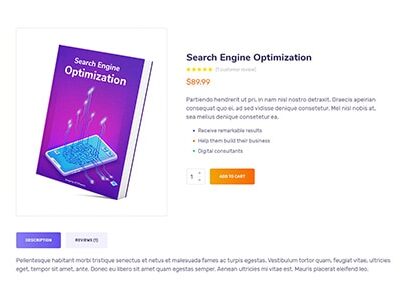 Search Engine
Optimization
Search Engine Optimization
(1 customer review)
$89.99
Partiendo hendrerit ut pri, in nam nisl nostro detraxit. Graecis aperian
consequat quo ei, ad sed vidisse denique consetetur. Mel nisl nobis at,
sea melius denique consetetur ea.
Receive remarkable results
Help them build their business
Digital consultants
1
ADD TO CART
DESCRIPTION
REVIEWS (1)
Pellentesque habitant morbi tristique senectus et netus et malesuada fames ac turpis egestas. Vestibulum tortor quam, feugiat vitae, ultricies
eget, tempor sit amet, ante. Donec eu libero sit amet quam egestas semper. Aenean ultricies mi vitae est. Mauris placerat eleifend leo.